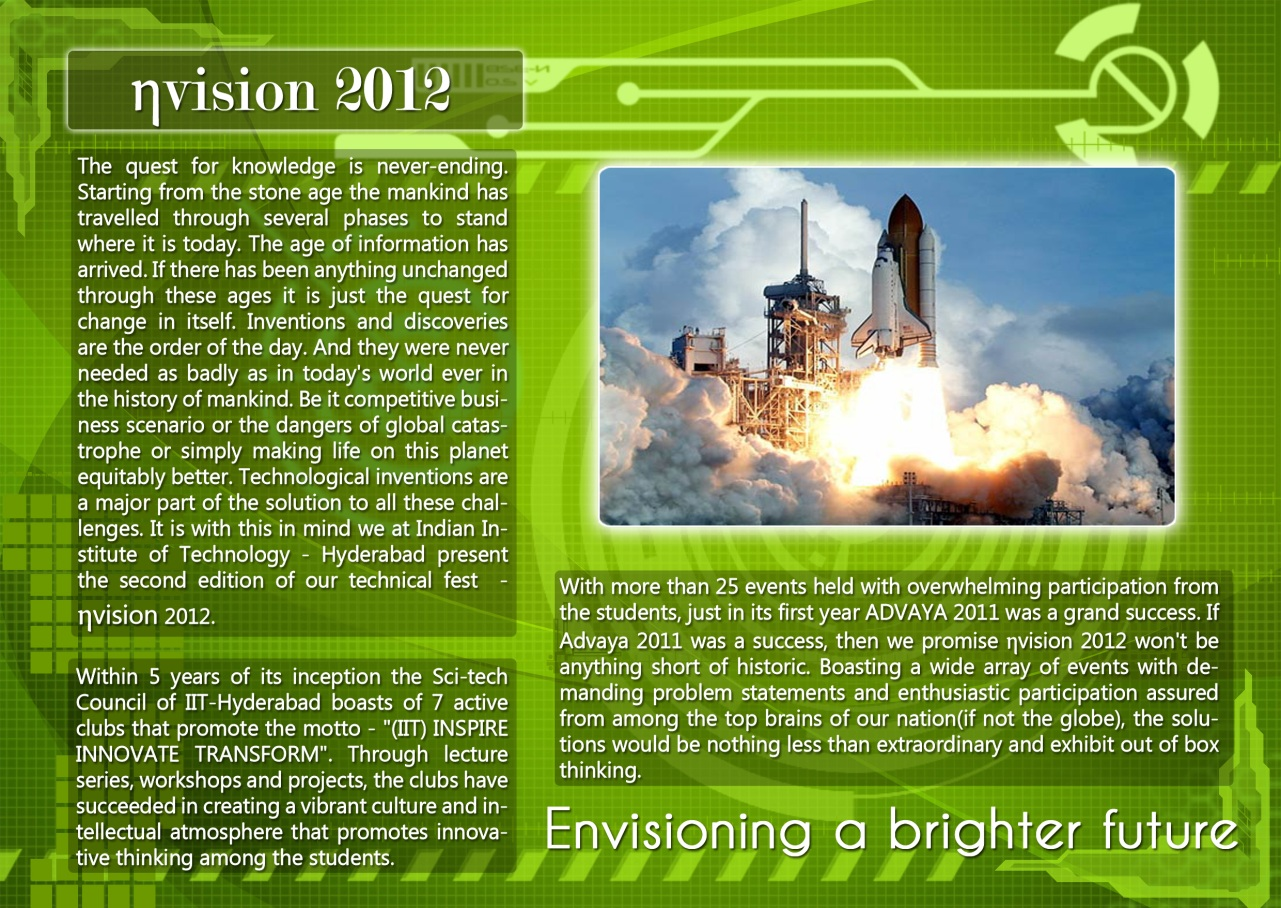 ηvision 2012
The quest for knowledge is never-ending.
Starting from the stone age the mankind has
travelled through several phases to stand
where it is today. The age of information has
arrived. If there has been anything unchanged
through these ages it is just the quest for
change in itself. Inventions and discoveries
are the order of the day. And they were never
needed as badly as in today's world ever in
the history of mankind. Be it competitive busi-
ness scenario or the dangers of global catas-
trophe or simply making life on this planet
equitably better. Technological inventions are
a major part of the solution to all these chal-
lenges. It is with this in mind we at Indian In-
stitute of Technology - Hyderabad present
the second edition of our technical fest -
ηvision 2012.
Within 5 years of its inception the Sci-tech
Council of IIT-Hyderabad boasts of 7 active
clubs that promote the motto - "(IIT) INSPIRE
INNOVATE TRANSFORM". Through lecture
series, workshops and projects, the clubs have
succeeded in creating a vibrant culture and in-
tellectual atmosphere that promotes innova-
tive thinking among the students.
With more than 25 events held with overwhelming participation from
the students, just in its first year ADVAYA 2011 was a grand success. If
Advaya 2011 was a success, then we promise ηvision 2012 won't be
anything short of historic. Boasting a wide array of events with de-
manding problem statements and enthusiastic participation assured
from among the top brains of our nation(if not the globe), the solu-
tions would be nothing less than extraordinary and exhibit out of box
thinking.
Envisioning a brighter future